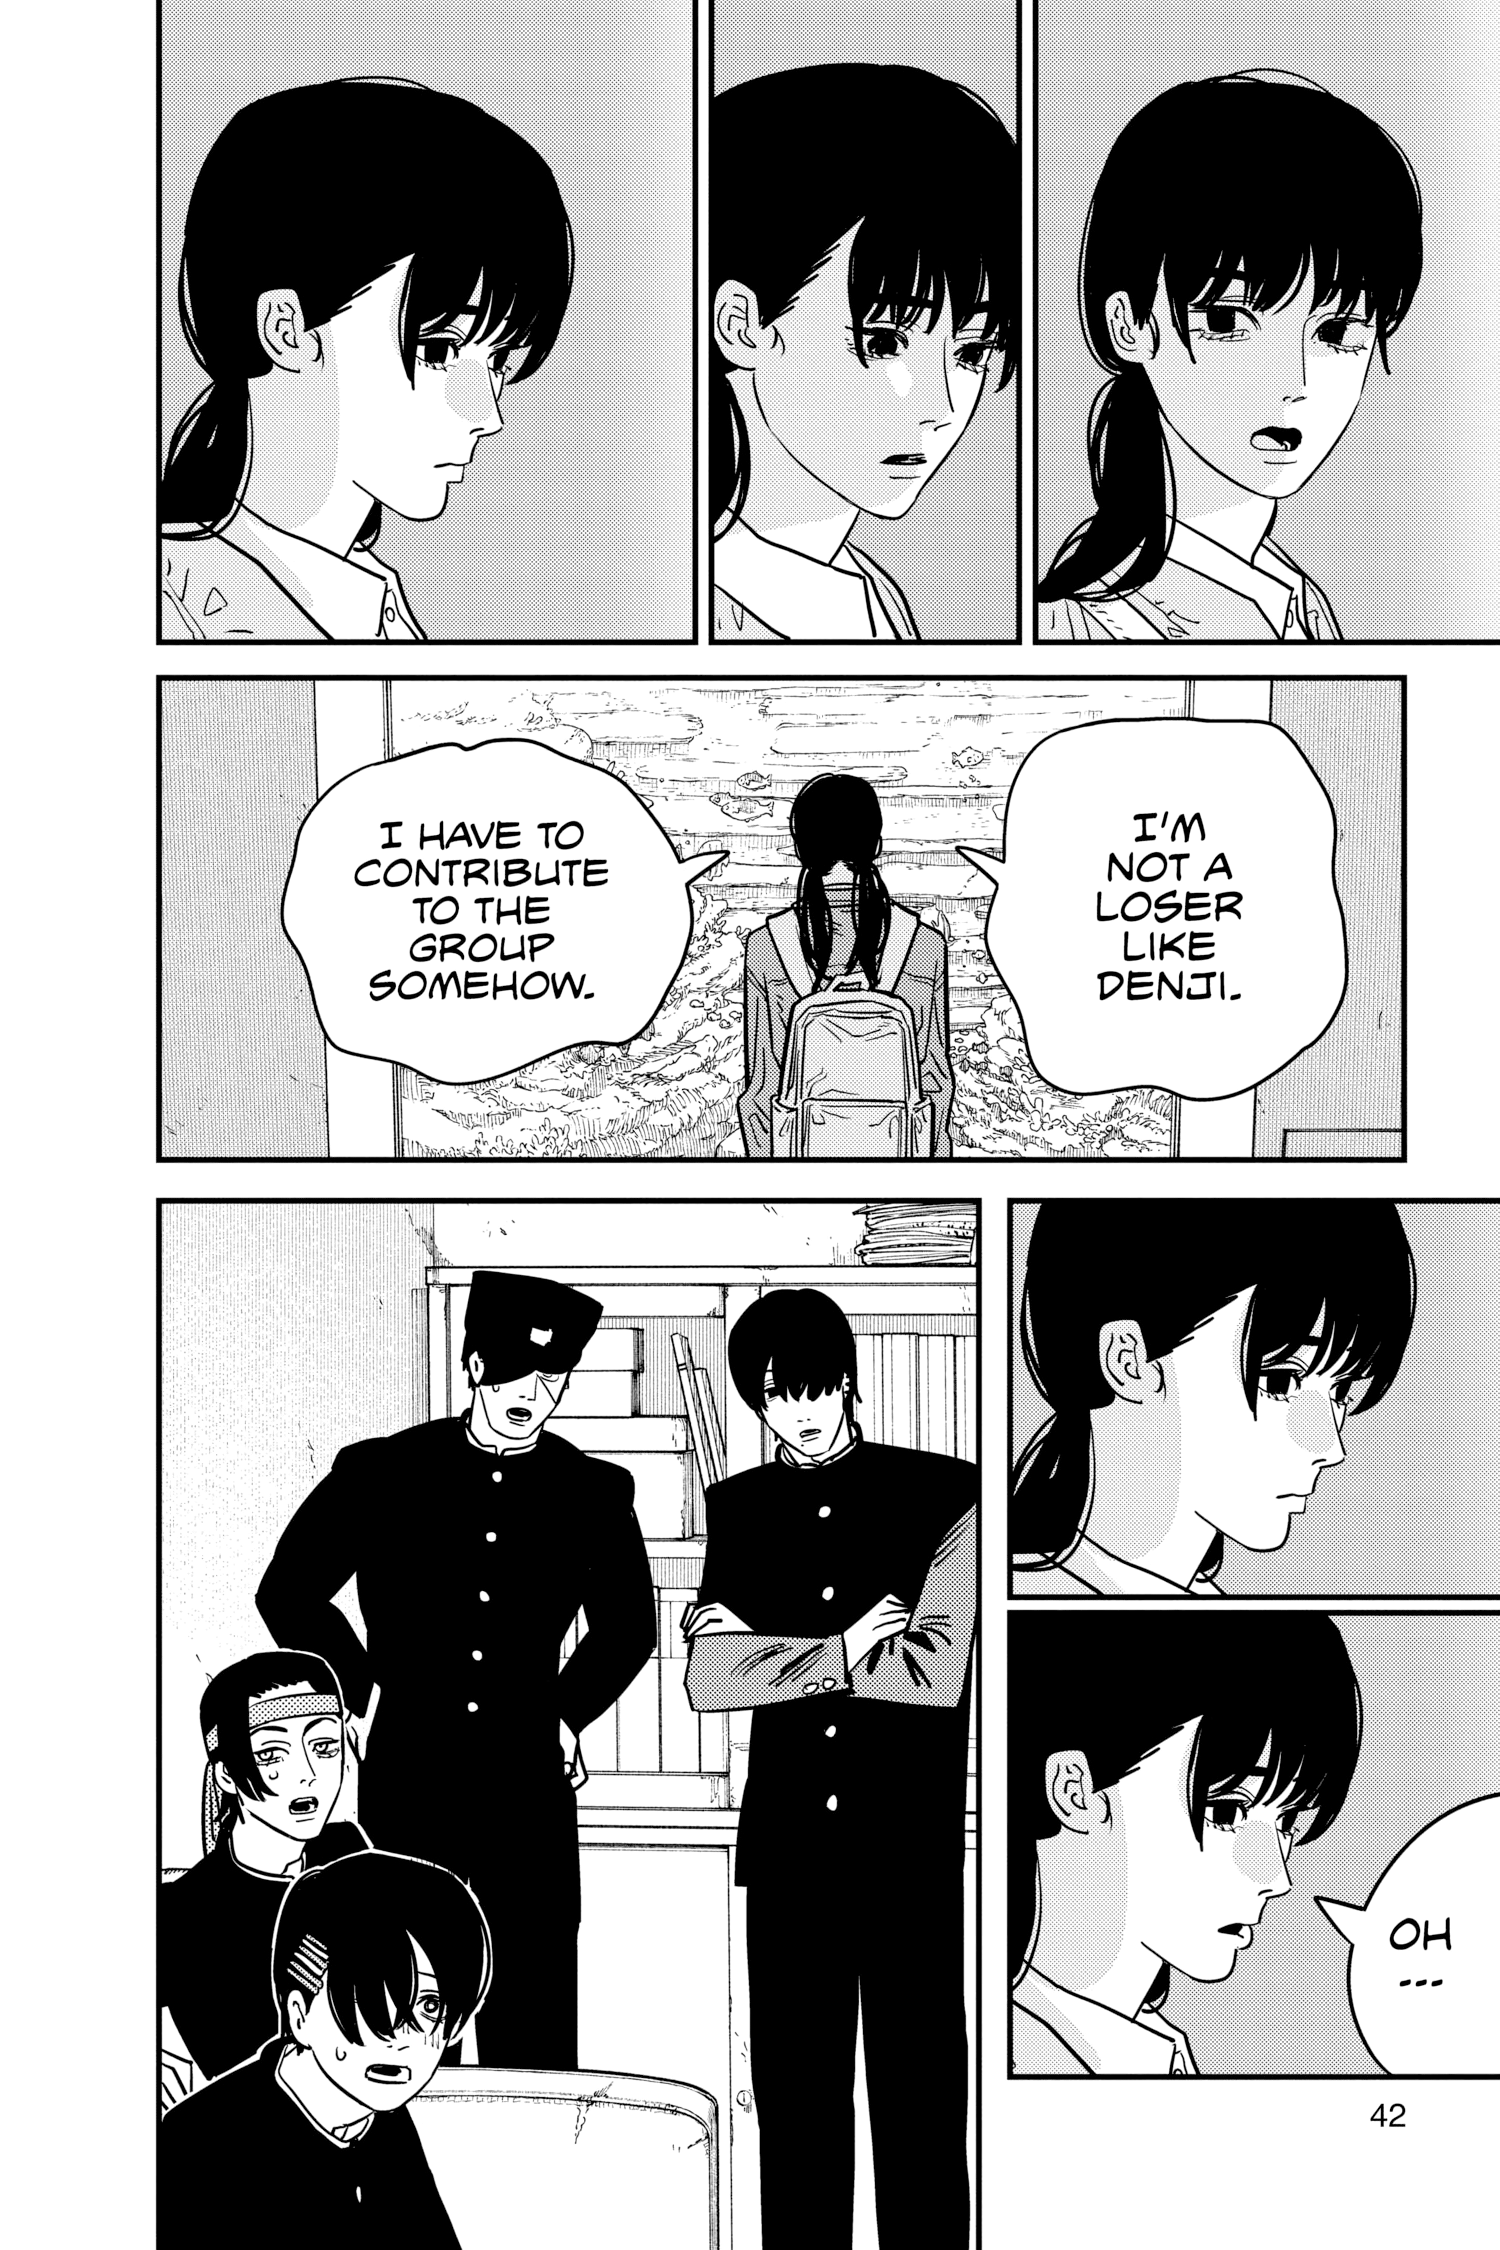 I'M
NOT A
LOSER
LIKE
DENJI.
I HAVE TO
CONTRIBUTE
TO THE
GROUP
SOMEHOW.
OH
---
42